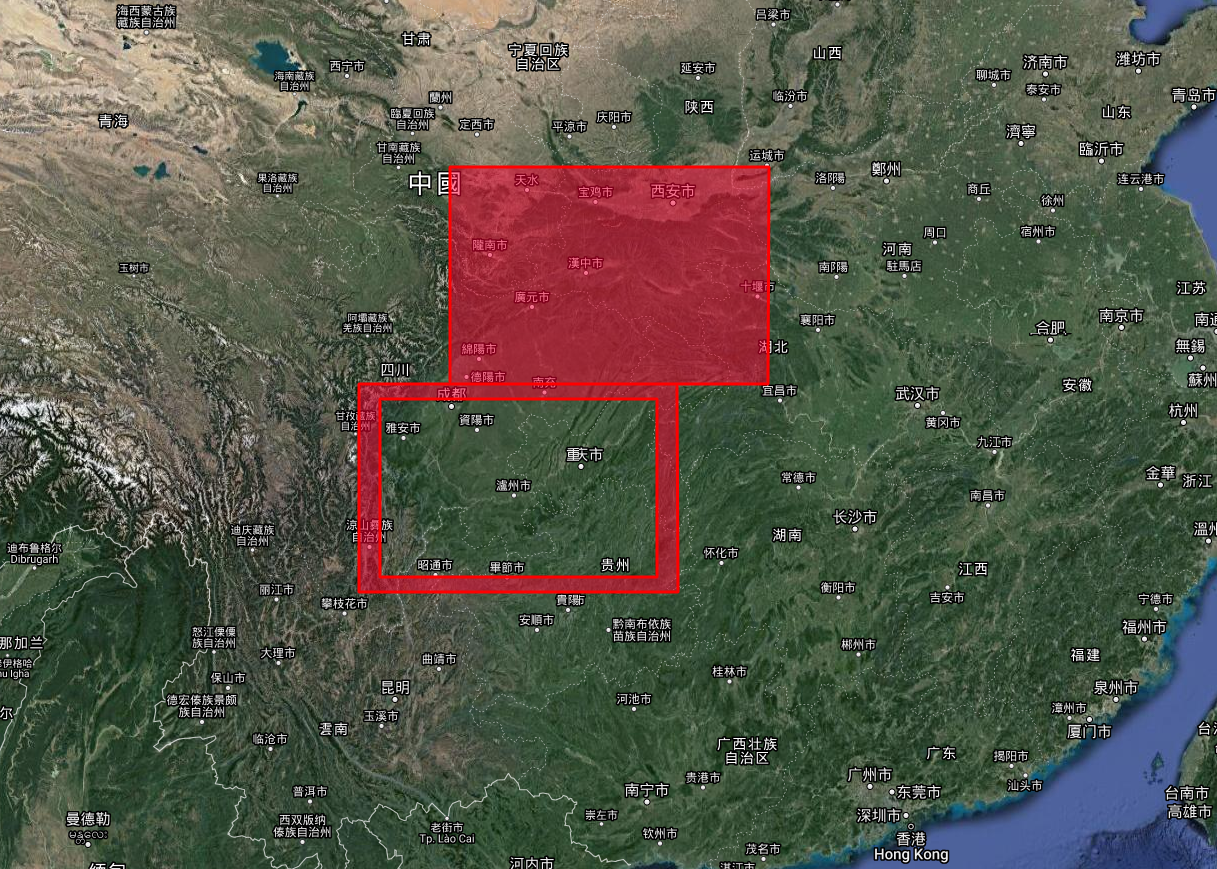 海西蒙古族
藏族自治州
吕梁市
甘肃
宁夏回族
自治区
山西
济南市
潍坊市
西宁市
延安市
聊城市
海南藏族
自治州
泰安市
蘭州
临汾市
青岛市
陕西
臨夏回族
自治州
庆阳市
山东
青海
定西市
平凉市
濟寧
甘南藏族
自治州
临沂市
运城市
鄭州
果洛藏族
自治州
中國
天水
宝鸡市
西安市
洛阳
商丘
连云港市
徐州
周口
宿州市
隴南市
河南
漢中市
南阳
駐馬店
玉树市
十堰市
江苏
廣元市
阿壩藏族
羌族自治州
襄阳市
合肥
南京市
南通
無錫
綿陽市
湖北
四川
德陽市
南充
蘇州
安徽
成都
宜昌市
武汉市
杭州
甘孜藏族
自治州
資陽市
黄冈市
雅安市
九江市
重庆市
金華
浙江
瀘州市
常德市
南昌市
长沙市
凉山彝族
自治州
迪庆藏族
自治州
湖南
温州
迪布鲁格尔
Dibrugarh
怀化市
昭通市
畢節市
贵州
江西
丽江市
攀枝花市
貴陽市
衡阳市
吉安市
宁德市
安順市
黔南布依族
苗族自治州
福州市
怒江傈僳
族自治州
那加兰
郴州市
大理市
曲靖市
福建
保山市
桂林市
昆明
泉州市
德宏傣族景颇
族自治州
河池市
玉溪市
漳州市
厦门市
雲南
临沧市
广西壮族
自治区
广东
揭阳市
广州市
贵港市
汕头市
普洱市
南宁市
东莞市
台南市
高雄市
曼德勒
မန္တလေး
西双版纳
傣族自治州
老街市
Tp. Lào Cai
崇左市
深圳市
钦州市
香港
Hong Kong
茂名市
河内市
湛江市